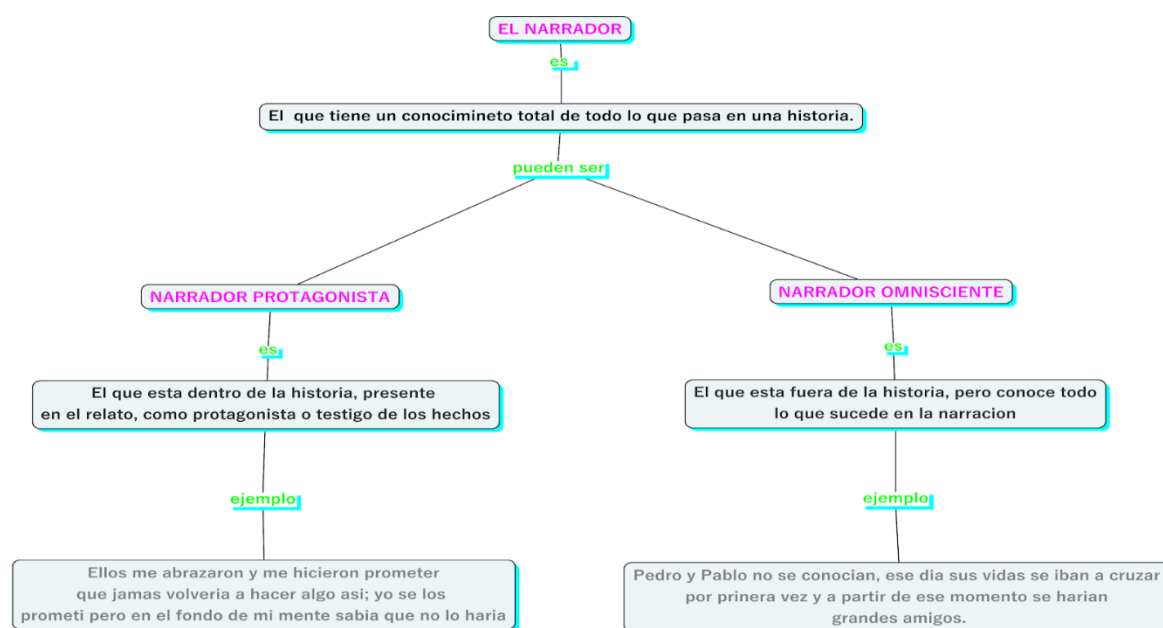 EL NARRADOR
es
El  que tiene un conocimineto total de todo lo que pasa en una historia.
pueden ser
NARRADOR PROTAGONISTA
es
El que esta dentro de la historia, presente
en el relato, como protagonista o testigo de los hechos
ejemplo
Ellos me abrazaron y me hicieron prometer
que jamas volveria a hacer algo asi; yo se los
prometi pero en el fondo de mi mente sabia que no lo haria
NARRADOR OMNISCIENTE
es
El que esta fuera de la historia, pero conoce todo
lo que sucede en la narracion
ejemplo
Pedro y Pablo no se conocian, ese dia sus vidas se iban a cruzar
por prinera vez y a partir de ese momento se harian
grandes amigos.